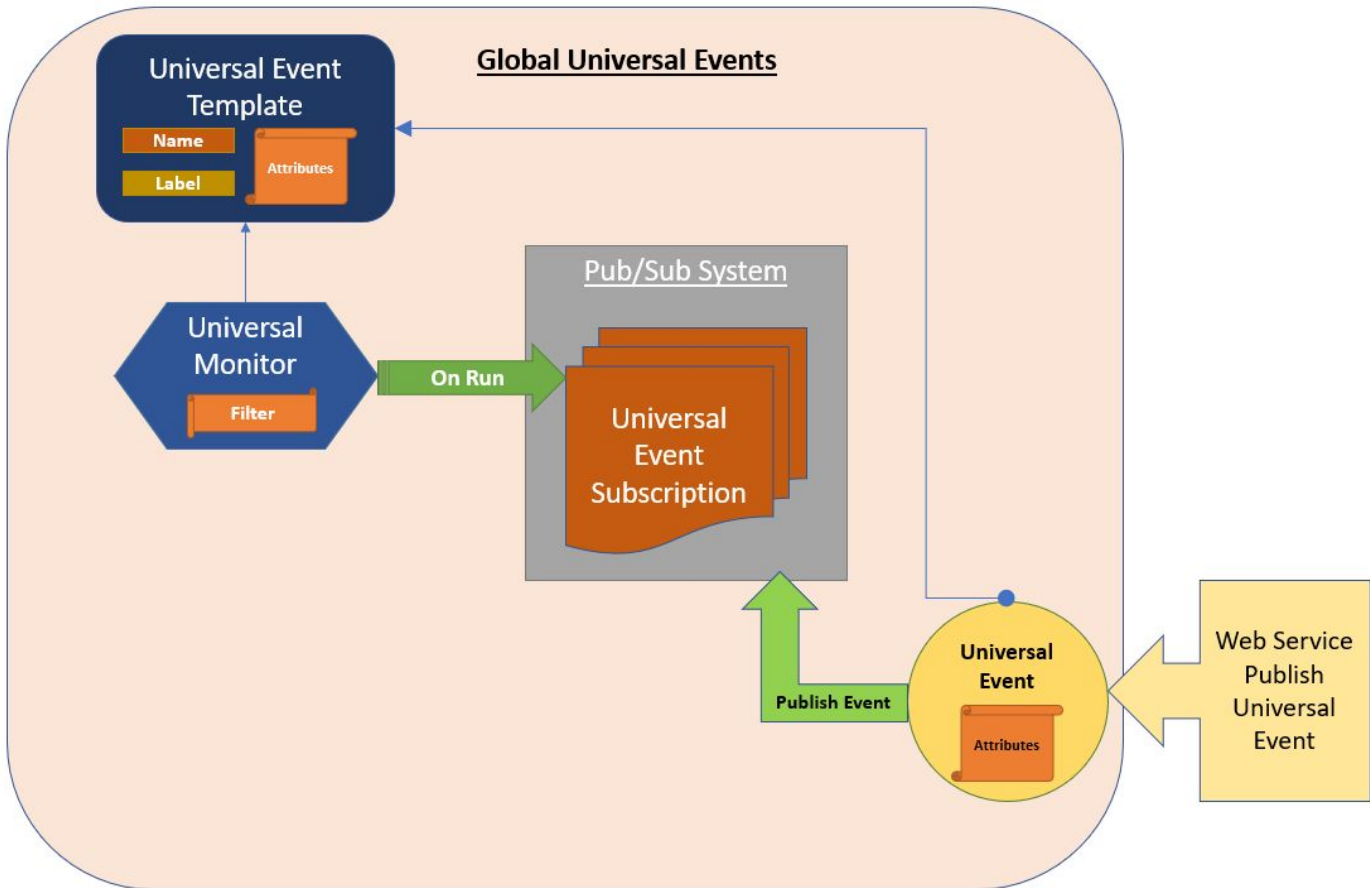 Global Universal Events
Universal Event
Template
Name
Label
Attributes
Universal
Monitor
Filter
On Run
Pub/Sub System
Universal
Event
Subscription
Publish Event
Universal
Event
Attributes
Web Service
Publish
Universal
Event